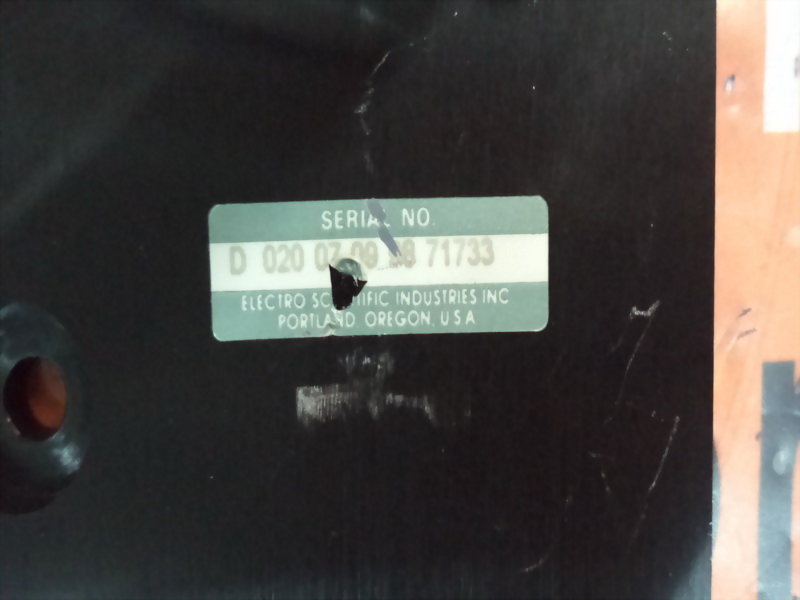 SERIAL NO.
D 020 07 09 71733
ELECTRO SCIENTIFIC INDUSTRIES INC
PORTLAND OREGON, U S A